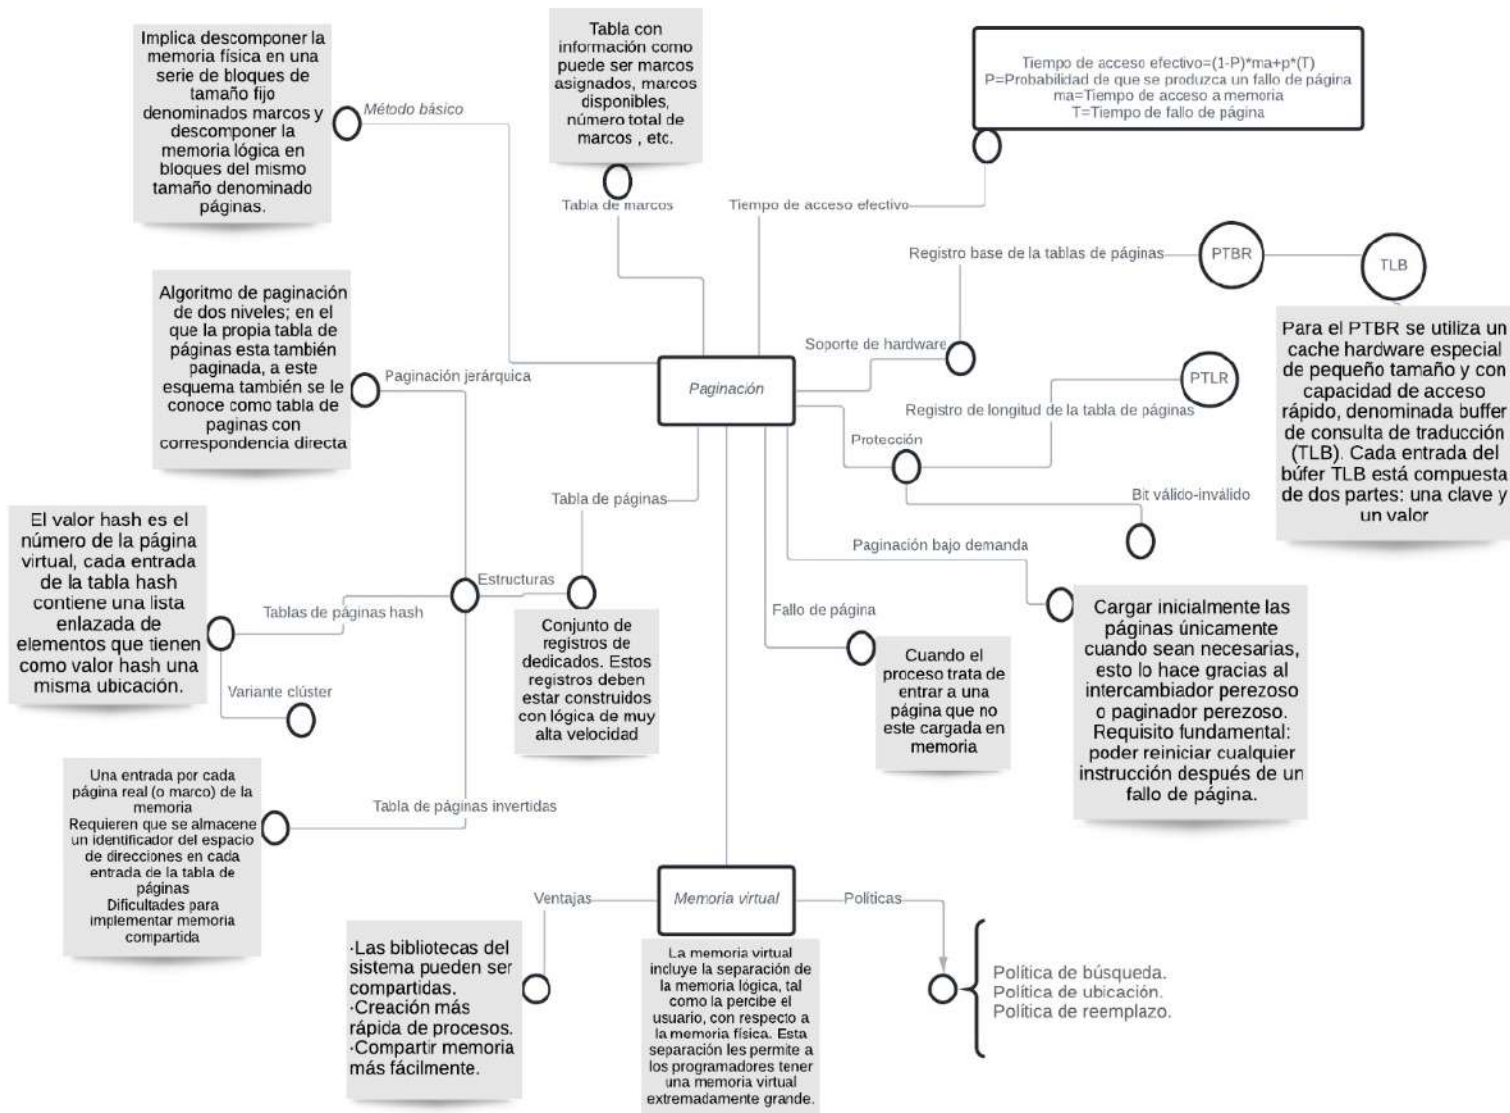 Implica descomponer la
memoria física en una
serie de bloques de
tamaño fijo
denominados marcos y
descomponer la
memoria lógica en
bloques del mismo
tamaño denominado
páginas.
Método básico
Tabla con
información como
puede ser marcos
asignados, marcos
disponibles,
número total de
marcos , etc.
Tabla de marcos
Tiempo de acceso efectivo=(1-P)*ma+p*(T)
P=Probabilidad de que se produzca un fallo de página
ma=Tiempo de acceso a memoria
T=Tiempo de fallo de página
Tiempo de acceso efectivo
Registro base de la tablas de páginas
PTBR
TLB
Para el PTBR se utiliza un
cache hardware especial
de pequeño tamaño y con
capacidad de acceso
rápido, denominada buffer
de consulta de traducción
(TLB). Cada entrada del
búfer TLB está compuesta
de dos partes: una clave y
un valor
Soporte de hardware
Paginación
PTLR
Registro de longitud de la tabla de páginas
Protección
Bit válido-inválido
Algoritmo de paginación
de dos niveles; en el
que la propia tabla de
páginas esta también
paginada, a este
esquema también se le
conoce como tabla de
paginas con
correspondencia directa
Paginación jerárquica
Tabla de páginas
Paginación bajo demanda
Cargar inicialmente las
páginas únicamente
cuando sean necesarias,
esto lo hace gracias al
intercambiador perezoso
o paginador perezoso.
Requisito fundamental:
poder reiniciar cualquier
instrucción después de un
fallo de página.
Fallo de página
Cuando el
proceso trata de
entrar a una
página que no
este cargada en
memoria
Estructuras
Conjunto de
registros de
dedicados. Estos
registros deben
estar construidos
con lógica de muy
alta velocidad
El valor hash es el
número de la página
virtual, cada entrada
de la tabla hash
contiene una lista
enlazada de
elementos que tienen
como valor hash una
misma ubicación.
Tablas de páginas hash
Variante clúster
Una entrada por cada
página real (o marco) de la
memoria
Requieren que se almacene
un identificador del espacio
de direcciones en cada
entrada de la tabla de
páginas
Dificultades para
implementar memoria
compartida
Tabla de páginas invertidas
Ventajas
Memoria virtual
Políticas
·Las bibliotecas del
sistema pueden ser
compartidas.
·Creación más
rápida de procesos.
·Compartir memoria
más fácilmente.
La memoria virtual
incluye la separación de
la memoria lógica, tal
como la percibe el
usuario, con respecto a
la memoria física. Esta
separación les permite a
los programadores tener
una memoria virtual
extremadamente grande.
Política de búsqueda.
Política de ubicación.
Política de reemplazo.